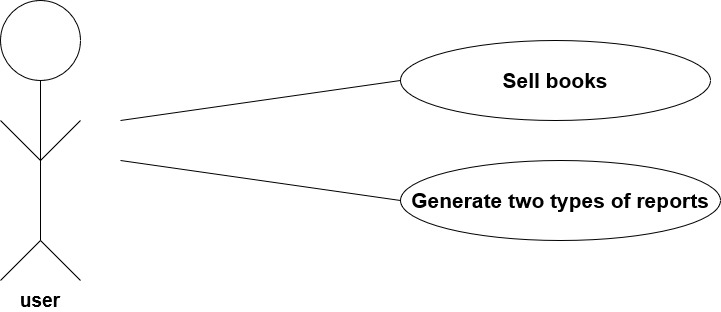 Sell books
Generate two types of reports
user